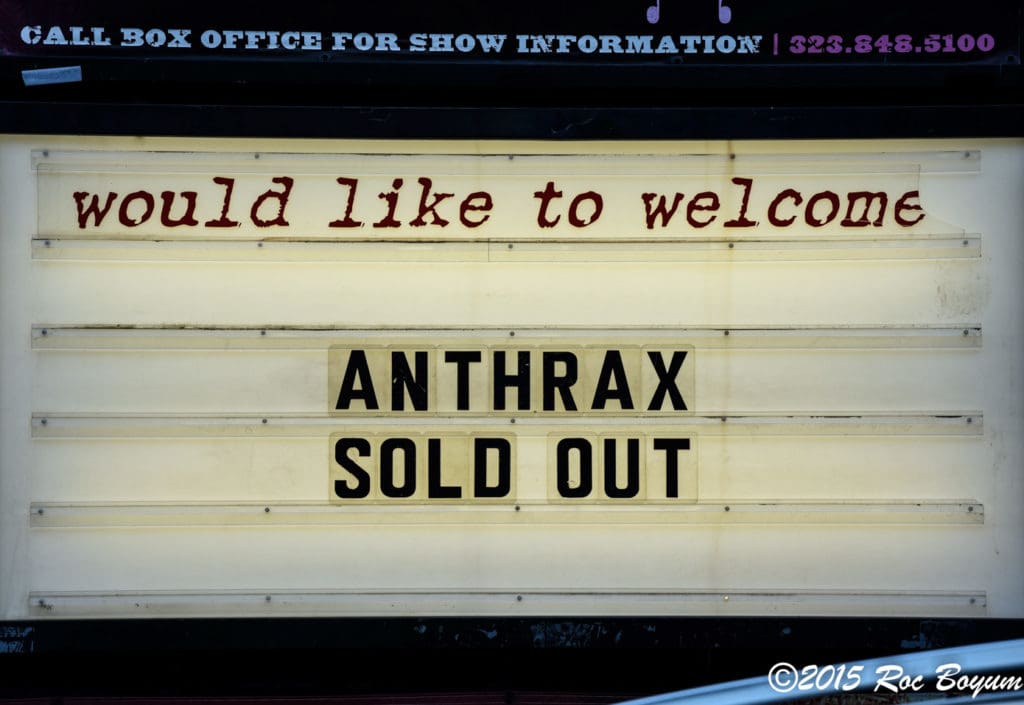 CALL BOX OFFICE FOR SHOW INFORMATION | 323.848.5100
would like to welcome
ANTHRAX
SOLD OUT
©2015 Roc Boyum